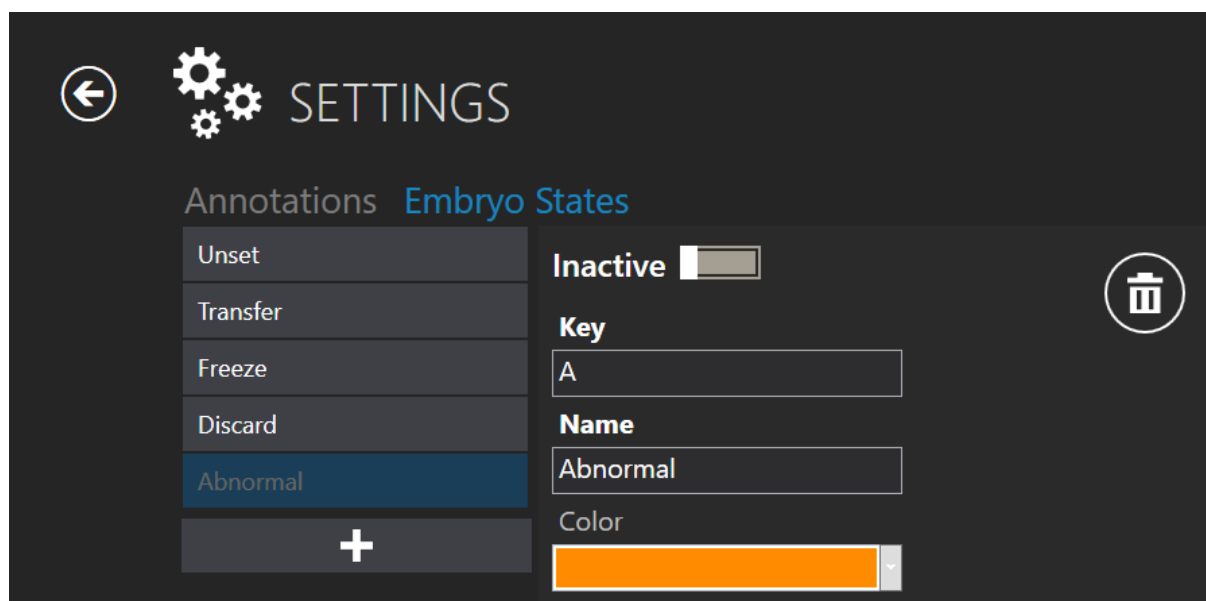 SETTINGS
Annotations Embryo States
Unset
Transfer
Freeze
Discard
Abnormal
Inactive
Key
A
Name
Abnormal
Color